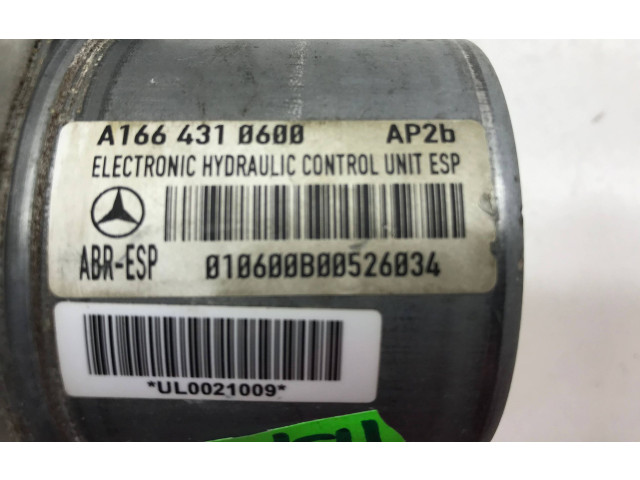 A166 431 0600 AP2b
ELECTRONIC HYDRAULIC CONTROL UNIT ESP
ABR-ESP 010600B00526034
*UL0021009*